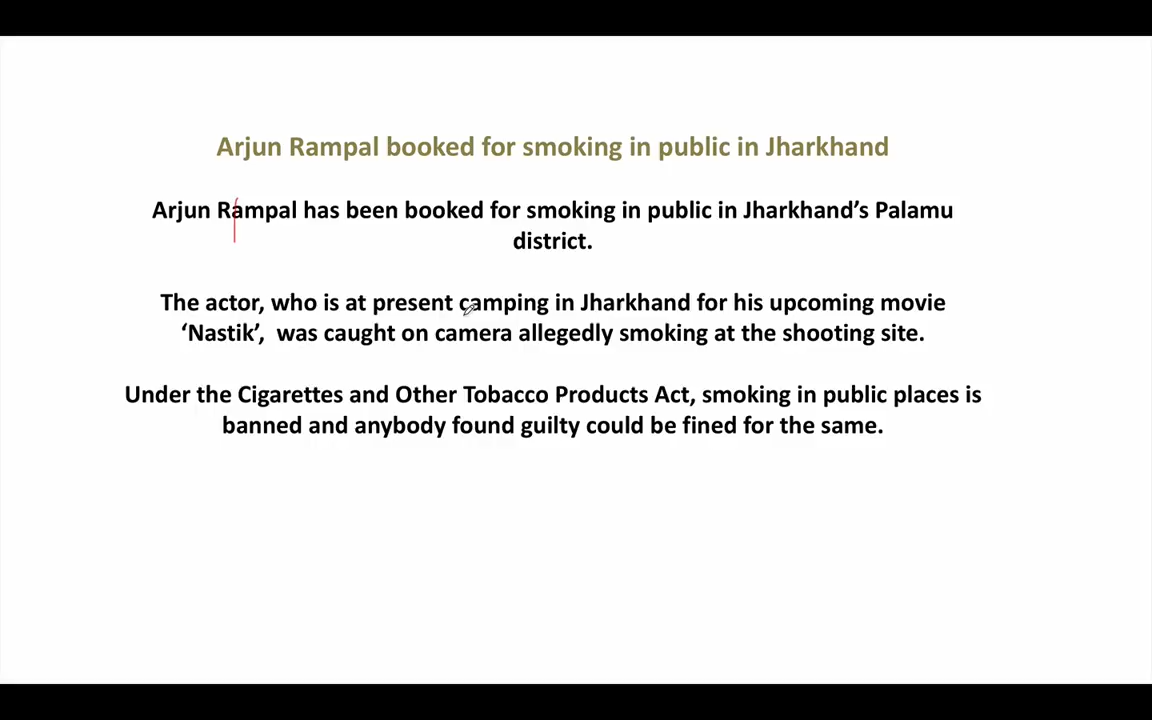 Arjun Rampal booked for smoking in public in Jharkhand
Arjun Rampal has been booked for smoking in public in Jharkhand’s Palamu
district.
The actor, who is at present camping in Jharkhand for his upcoming movie
‘Nastik’,  was caught on camera allegedly smoking at the shooting site.
Under the Cigarettes and Other Tobacco Products Act, smoking in public places is
banned and anybody found guilty could be fined for the same.